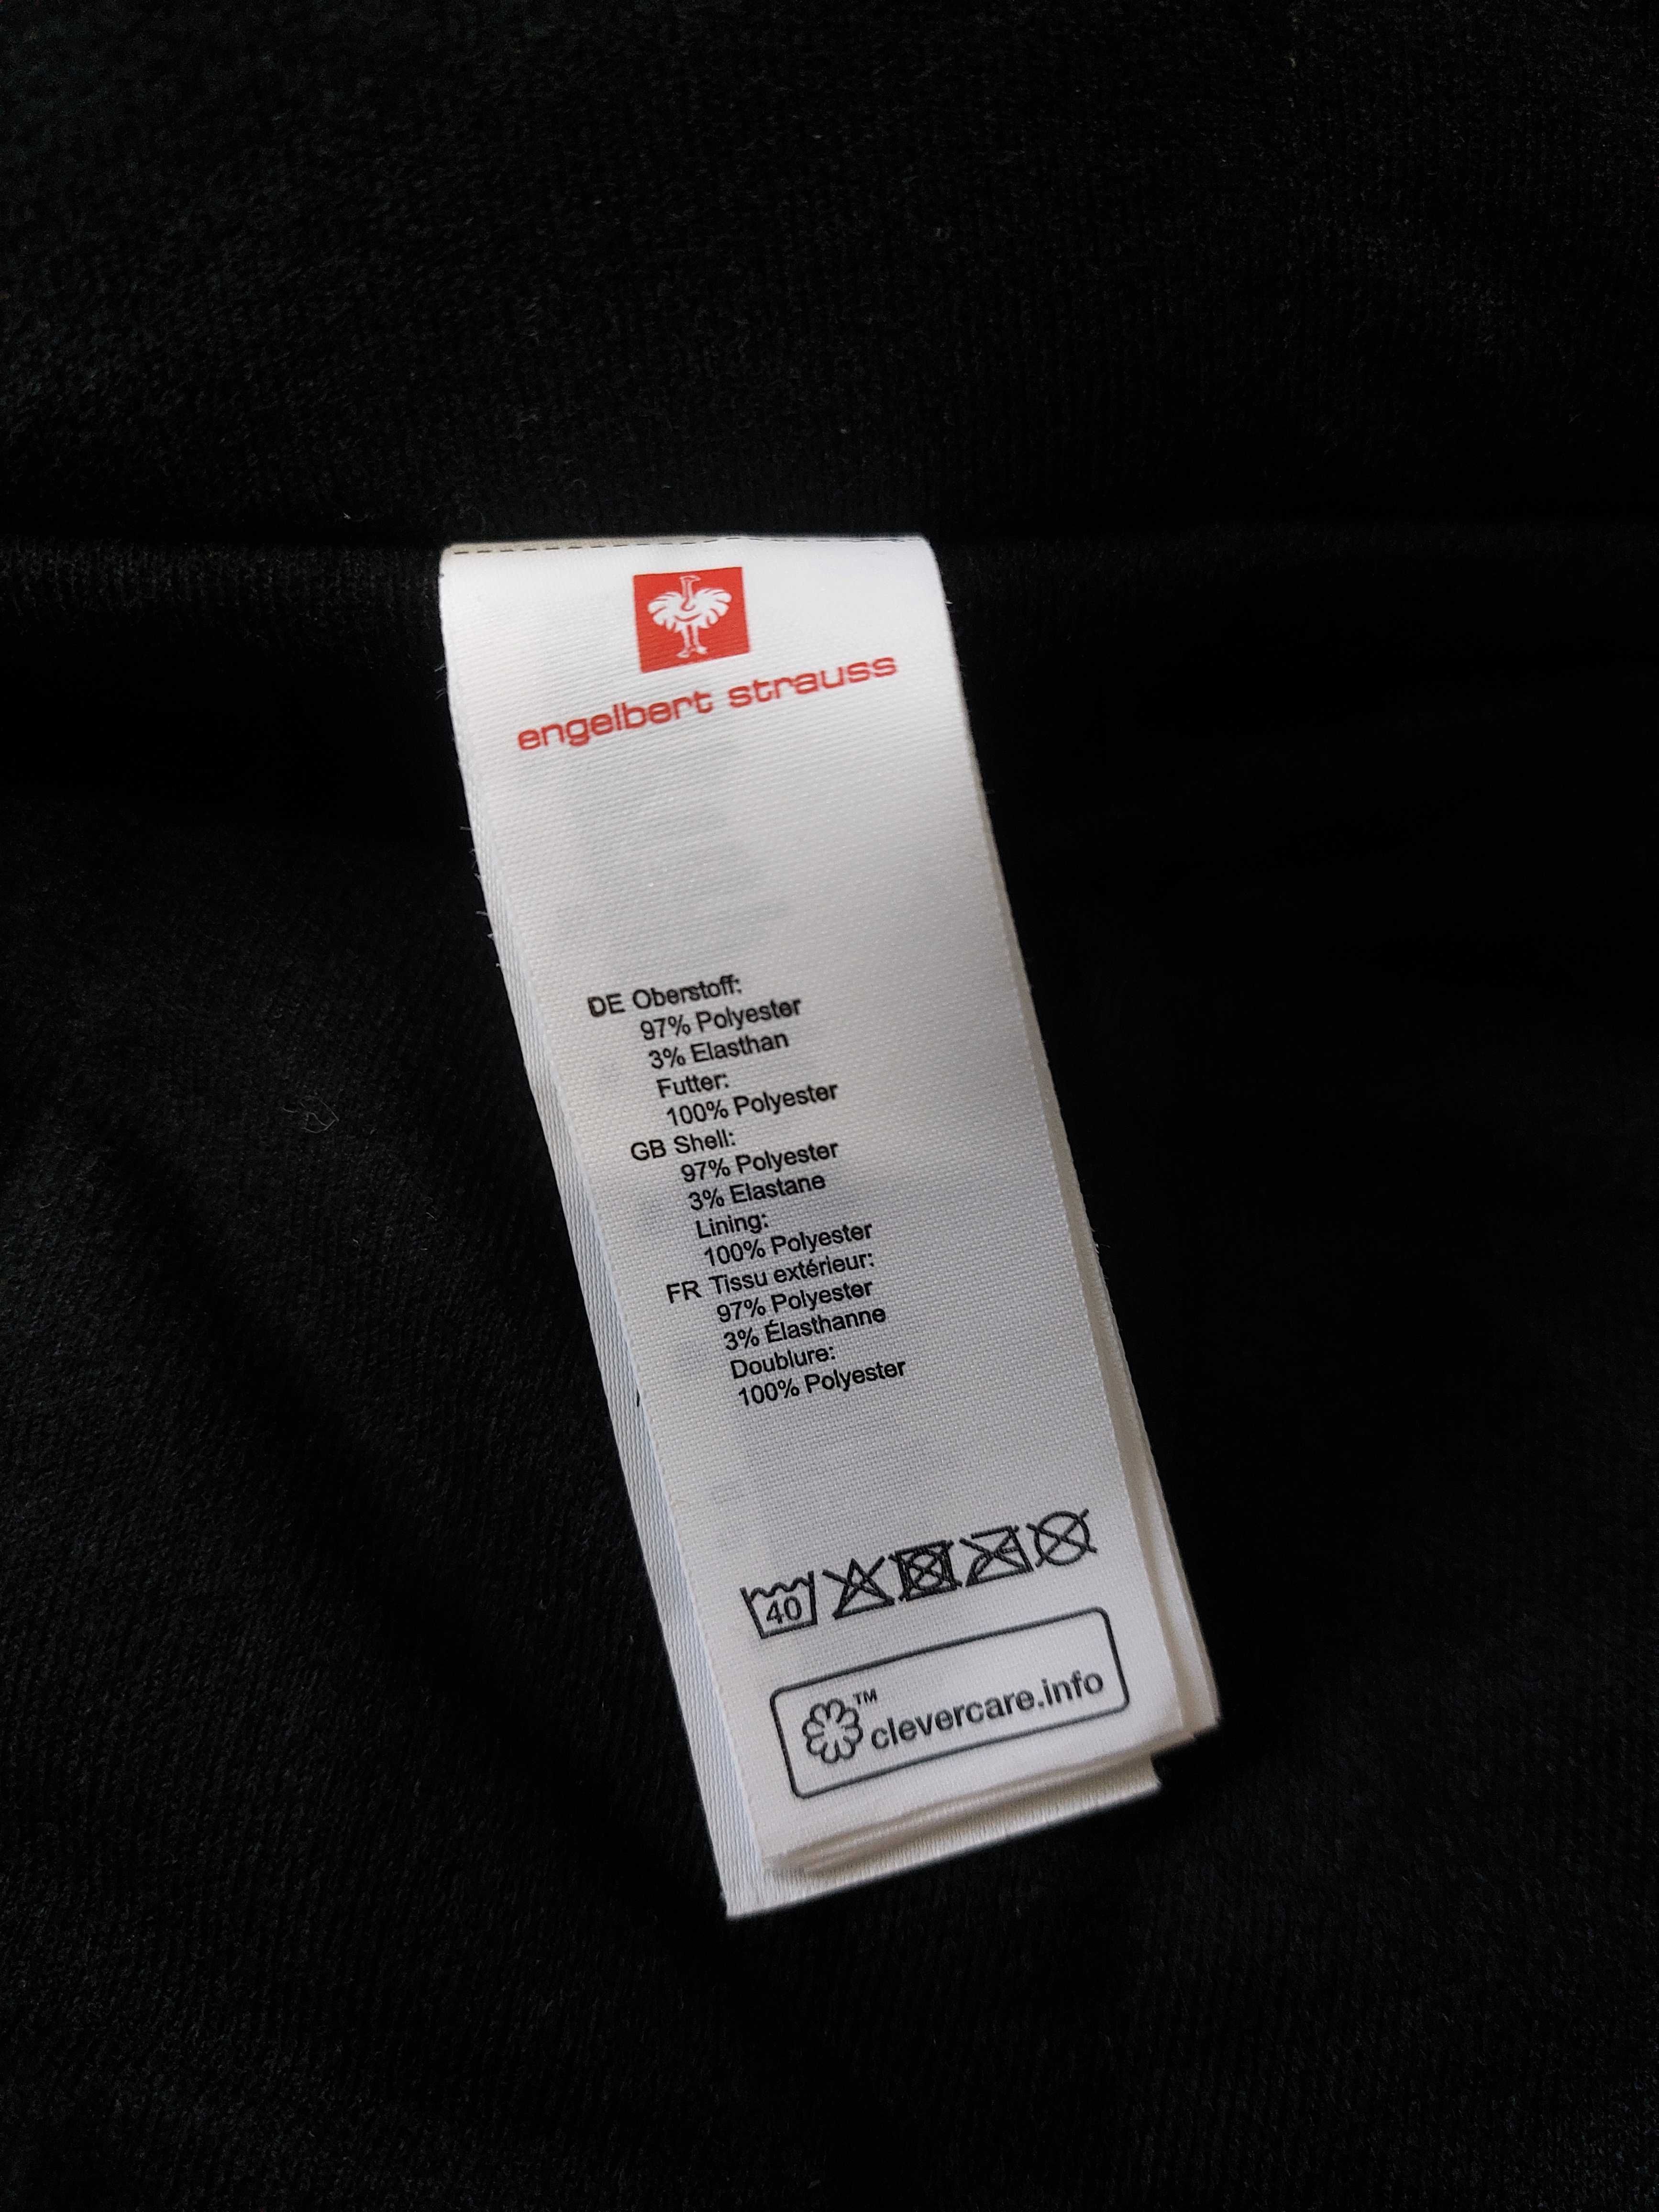 engelbert strauss
DE Oberstoff:
97% Polyester
3% Elasthan
Futter:
100% Polyester
GB Shell:
97% Polyester
3% Elastane
Lining:
100% Polyester
FR Tissu extérieur:
97% Polyester
3% Élasthanne
Doublure:
100% Polyester
40
™ clevercare.info